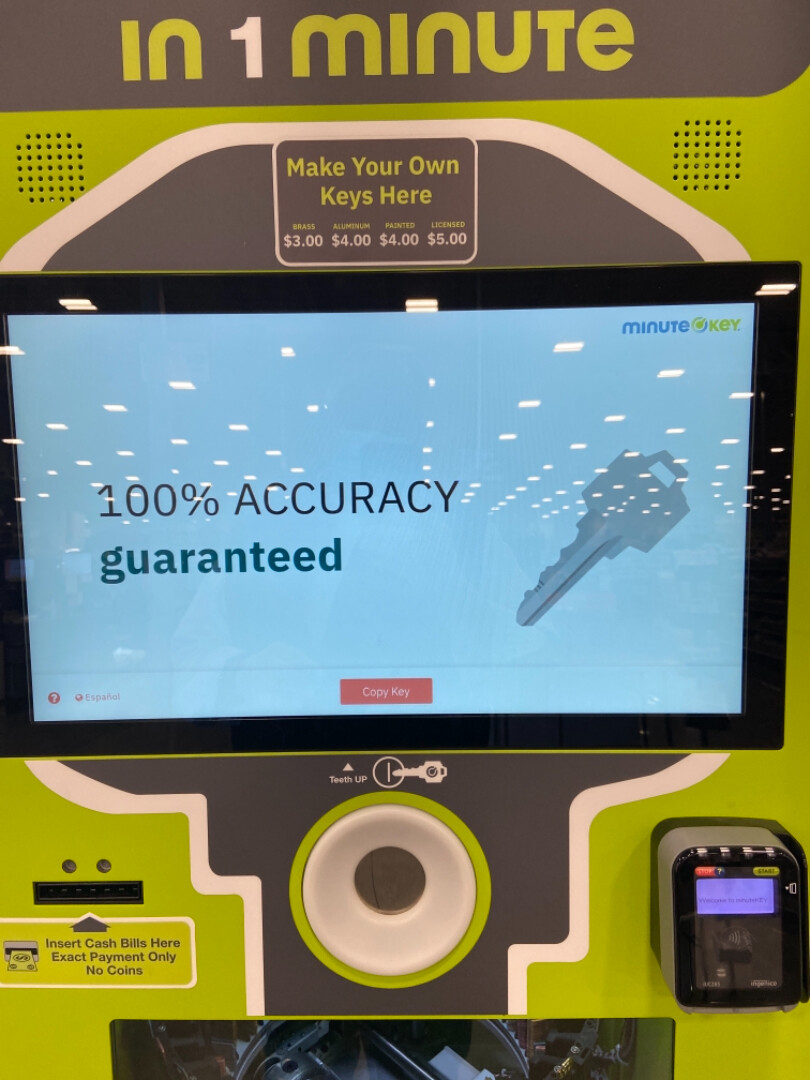 in 1 minute
Make Your Own
Keys Here
BRASS ALUMINUM PAINTED LICENSED
$3.00 $4.00 $4.00 $5.00
minute KEY
100% ACCURACY
guaranteed
? Español
Copy Key
Teeth UP
START
Insert Cash Bills Here
Exact Payment Only
No Coins
ingenico